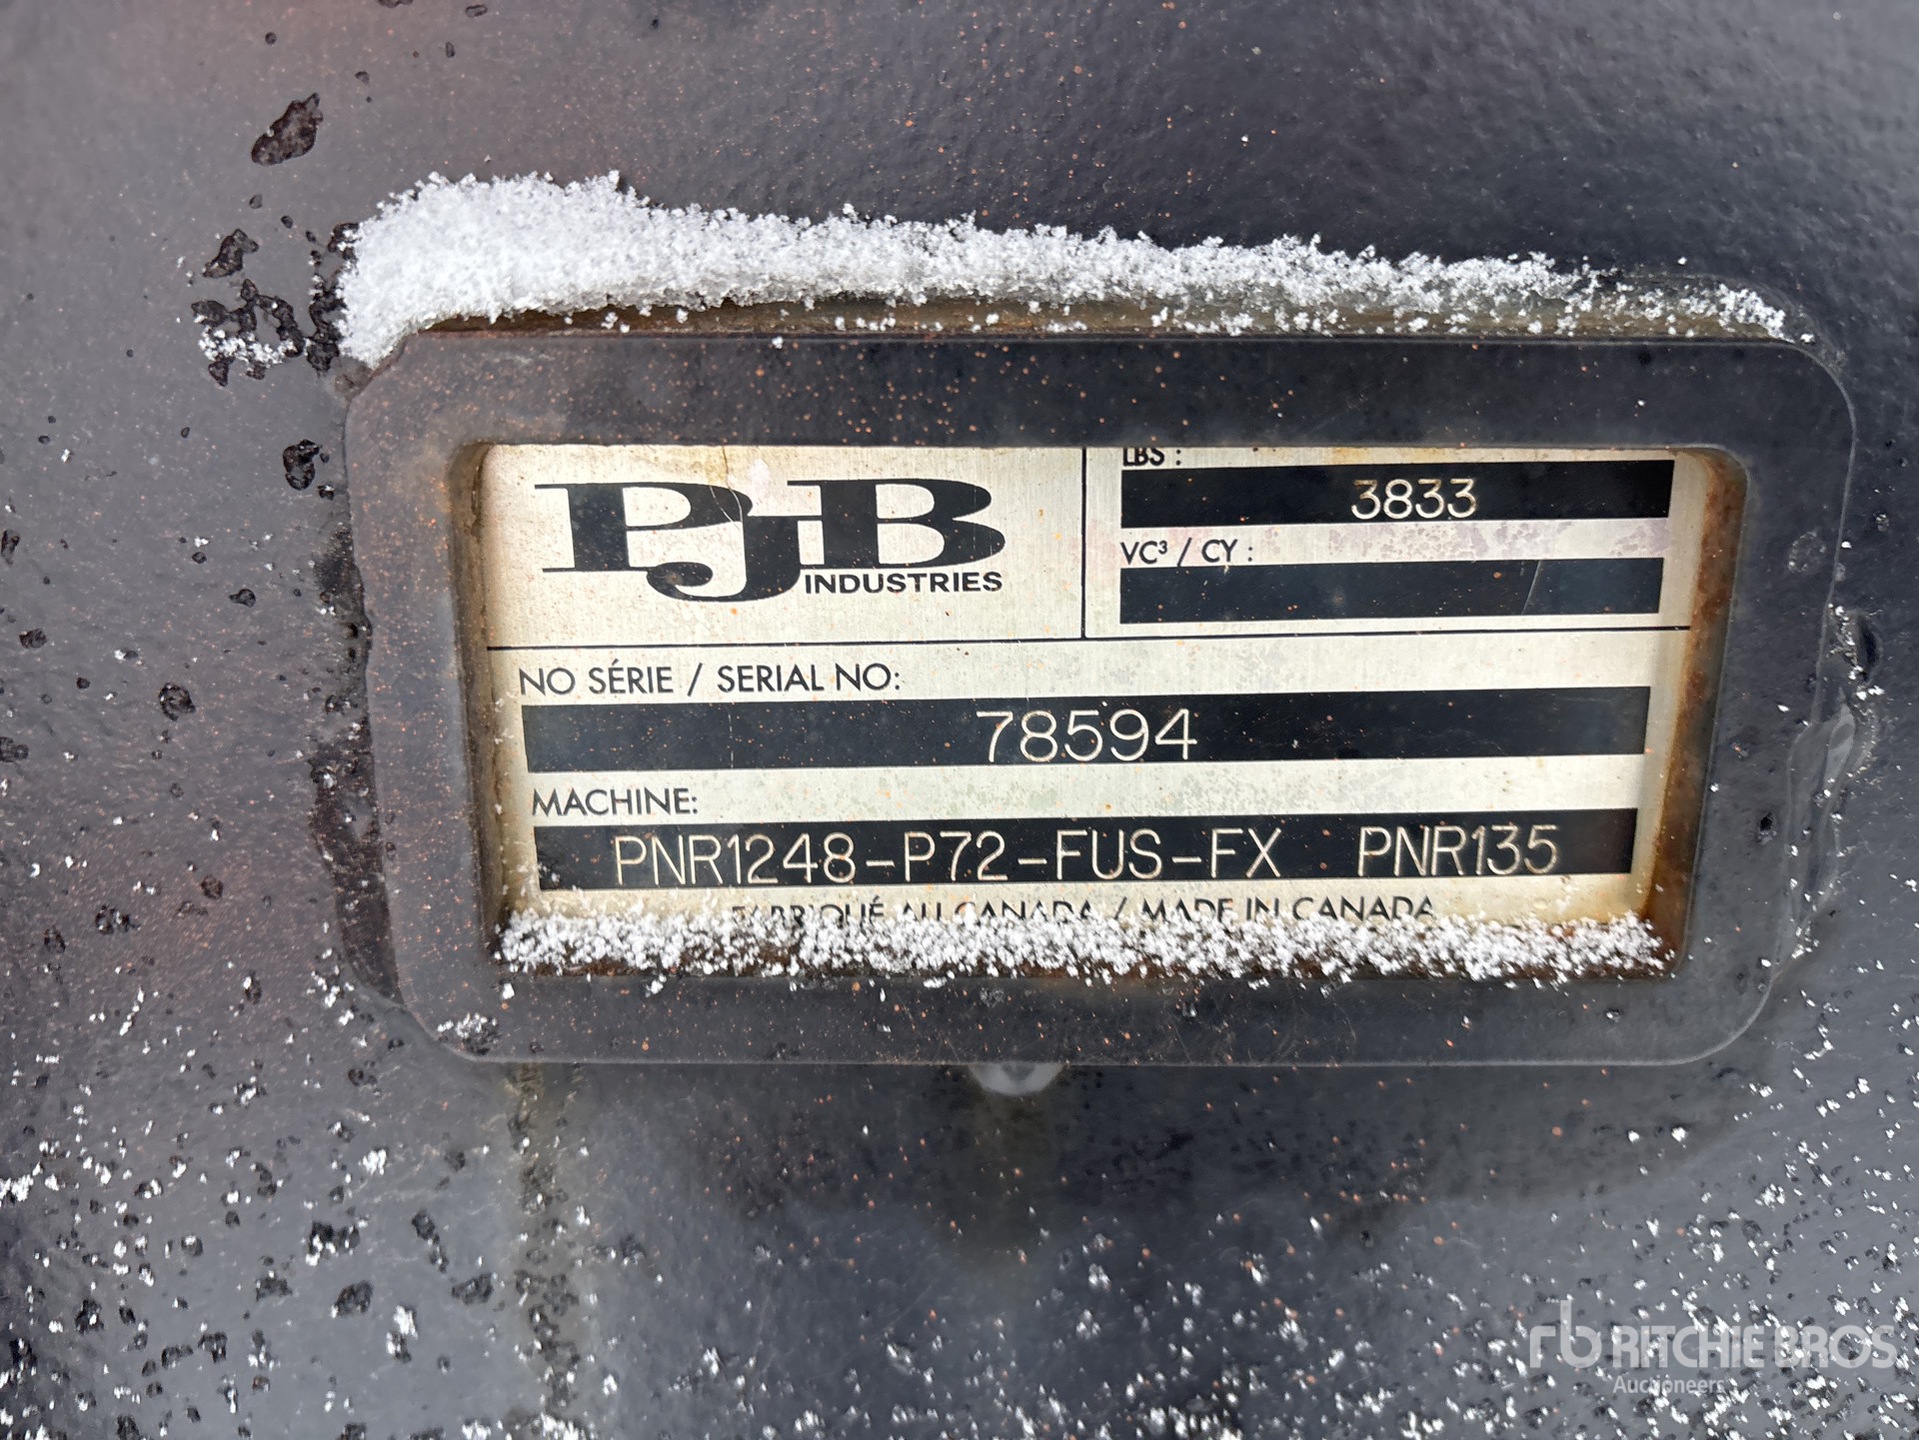 PJB
INDUSTRIES
LBS :
3833
VC³ / CY :
NO SÉRIE / SERIAL NO:
78594
MACHINE:
PNR1248-P72-FUS-FX PNR135
FABRIQUÉ AU CANADA / MADE IN CANADA
rb RITCHIE BROS.
Auctioneers